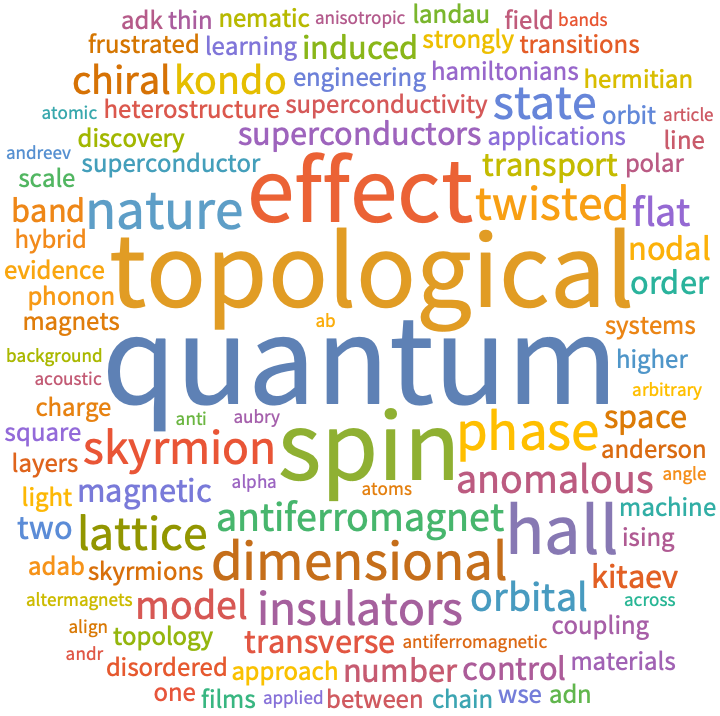 adk thin nematic anisotropic landau field bands
frustrated learning induced strongly transitions
chiral kondo engineering hamiltonians hermitian
atomic heterostructure superconductivity state orbit article
discovery superconductors applications line
andreev superconductor effect transport polar
scale nature twisted flat
band
hybrid topological nodal
evidence order
phonon
magnets ab systems
background quantum higher
acoustic arbitrary
charge anti aubry spin phase space
square skyrmion anderson
layers alpha anomalous angle
light magnetic atoms machine
two lattice antiferromagnet hall ising
adab skyrmions dimensional kitaev
altermagnets model insulators orbital across
align topology transverse antiferromagnetic coupling
andr disordered approach number control materials
one films applied between chain wse adn